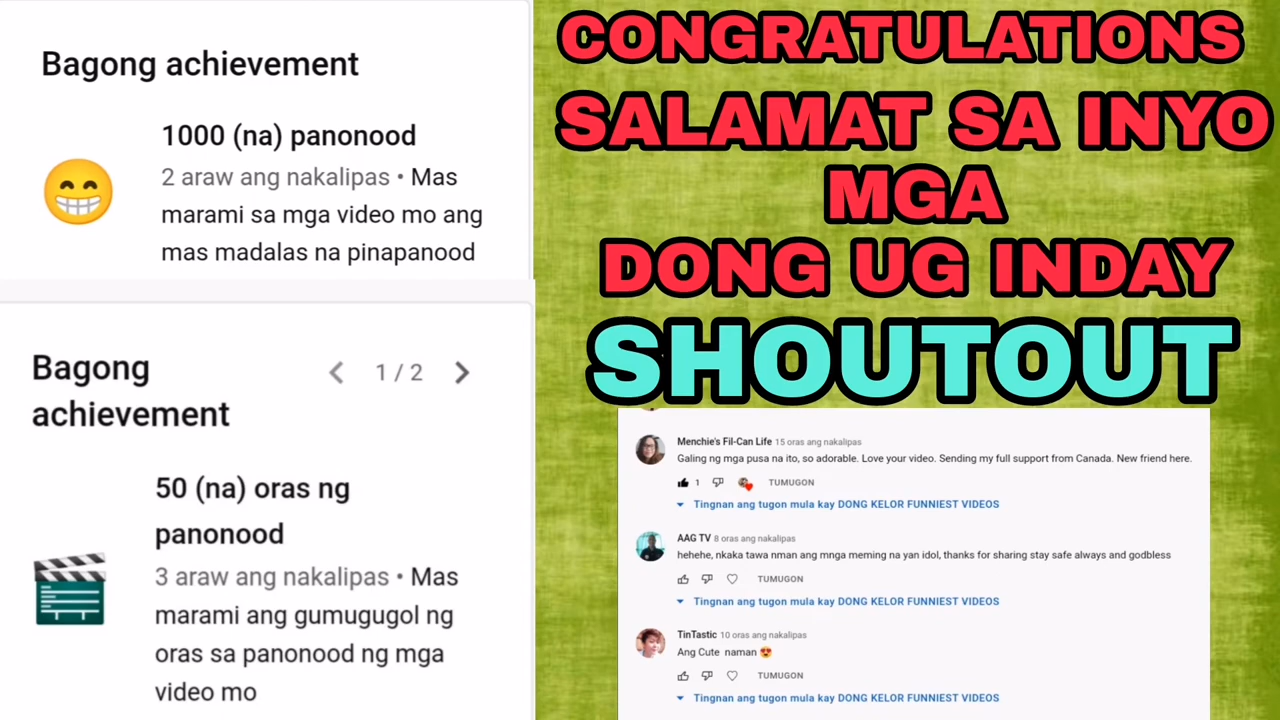 Bagong achievement
1000 (na) panonood
2 araw ang nakalipas • Mas
marami sa mga video mo ang
mas madalas na pinapanood
Bagong
achievement
1 / 2
50 (na) oras ng
panonood
3 araw ang nakalipas • Mas
marami ang gumugugol ng
oras sa panonood ng mga
video mo
CONGRATULATIONS
SALAMAT SA INYO
MGA
DONG UG INDAY
SHOUTOUT
Menchie's Fil-Can Life 15 oras ang nakalipas
Galing ng mga pusa na ito, so adorable. Love your video. Sending my full support from Canada. New friend here.
1 TUMUGON
Tingnan ang tugon mula kay DONG KELOR FUNNIEST VIDEOS
AAG TV 8 oras ang nakalipas
hehehe, nkaka tawa nman ang mnga meming na yan idol, thanks for sharing stay safe always and godbless
TUMUGON
Tingnan ang tugon mula kay DONG KELOR FUNNIEST VIDEOS
TinTastic 10 oras ang nakalipas
Ang Cute naman 😍
TUMUGON
Tingnan ang tugon mula kay DONG KELOR FUNNIEST VIDEOS